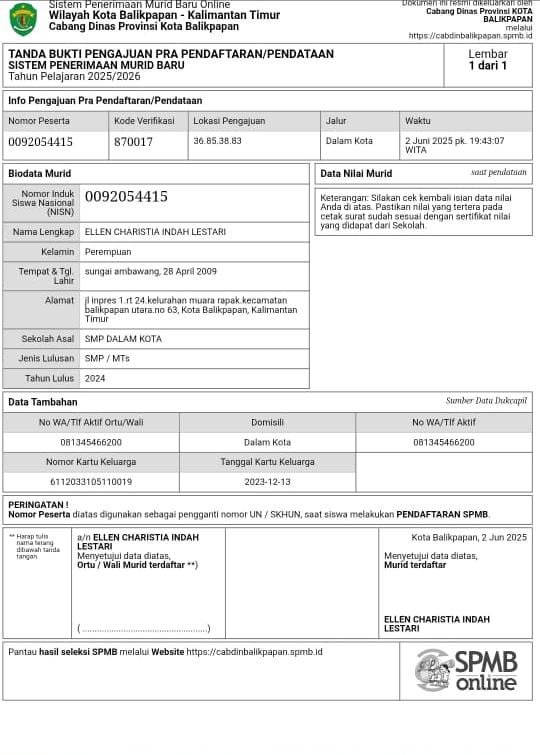 Sistem Penerimaan Murid Baru Online
Wilayah Kota Balikpapan - Kalimantan Timur
Cabang Dinas Provinsi Kota Balikpapan
Dokumen ini resmi dikeluarkan oleh
Cabang Dinas Provinsi KOTA
BALIKPAPAN
melalui
https://cabdinbalikpapan.spmb.id
TANDA BUKTI PENGAJUAN PRA PENDAFTARAN/PENDATAAN
SISTEM PENERIMAAN MURID BARU
Tahun Pelajaran 2025/2026
Lembar
1 dari 1
Info Pengajuan Pra Pendaftaran/Pendataan
Nomor Peserta Kode Verifikasi Lokasi Pengajuan Jalur Waktu
0092054415 870017 36.85.38.83 Dalam Kota 2 Juni 2025 pk. 19:43:07
WITA
Biodata Murid
Nomor Induk
Siswa Nasional
(NISN)
0092054415
Nama Lengkap ELLEN CHARISTIA INDAH LESTARI
Kelamin Perempuan
Tempat & Tgl.
Lahir
sungai ambawang, 28 April 2009
Alamat
jl inpres 1.rt 24.kelurahan muara rapak.kecamatan
balikpapan utara.no 63, Kota Balikpapan, Kalimantan
Timur
Sekolah Asal SMP DALAM KOTA
Jenis Lulusan SMP / MTs
Tahun Lulus 2024
Data Nilai Murid saat pendataan
Keterangan: Silakan cek kembali isian data nilai
Anda di atas. Pastikan nilai yang tertera pada
cetak surat sudah sesuai dengan sertifikat nilai
yang didapat dari Sekolah.
Data Tambahan Sumber Data Dukcapil
No WA/Tlf Aktif Ortu/Wali Domisili No WA/Tlf Aktif
081345466200 Dalam Kota 081345466200
Nomor Kartu Keluarga Tanggal Kartu Keluarga
6112033105110019 2023-12-13
PERINGATAN !
Nomor Peserta diatas digunakan sebagai pengganti nomor UN / SKHUN, saat siswa melakukan PENDAFTARAN SPMB.
** Harap tulis
nama terang
dibawah tanda
tangan.
a/n ELLEN CHARISTIA INDAH
LESTARI
Menyetujui data diatas,
Ortu / Wali Murid terdaftar **)
(..................................................)
Kota Balikpapan, 2 Jun 2025
Menyetujui data diatas,
Murid terdaftar
ELLEN CHARISTIA INDAH
LESTARI
Pantau hasil seleksi SPMB melalui Website https://cabdinbalikpapan.spmb.id
SPMB
online